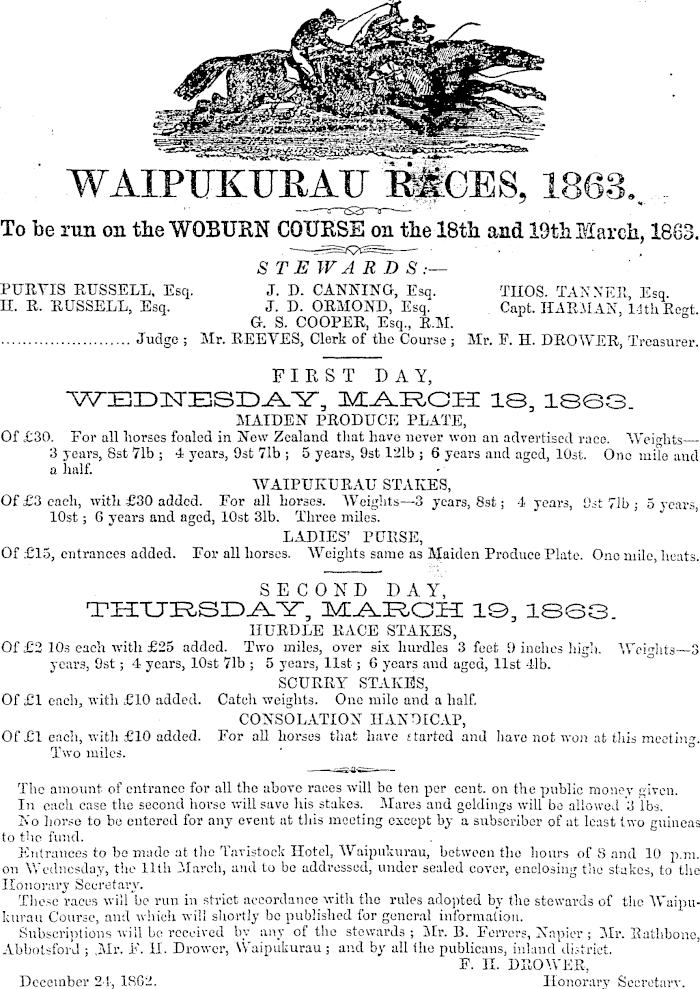 WAIPUKURAU RACES, 1863.
To be run on the WOBURN COURSE on the 18th and 19th March, 1863.
STEWARDS:—
PURVIS RUSSELL, Esq. J. D. CANNING, Esq. THOS. TANNER, Esq.
H. R. RUSSELL, Esq. J. D. ORMOND, Esq. Capt. HARMAN, 14th Regt.
G. S. COOPER, Esq., R.M.
........................ Judge; Mr. REEVES, Clerk of the Course; Mr. F. H. DROWER, Treasurer.
FIRST DAY,
WEDNESDAY, MARCH 18, 1863.
MAIDEN PRODUCE PLATE,
Of £30. For all horses foaled in New Zealand that have never won an advertised race. Weights—
3 years, 8st 7lb; 4 years, 9st 7lb; 5 years, 9st 12lb; 6 years and aged, 10st. One mile and
a half.
WAIPUKURAU STAKES,
Of £3 each, with £30 added. For all horses. Weights—3 years, 8st; 4 years, 9st 7lb; 5 years,
10st; 6 years and aged, 10st 3lb. Three miles.
LADIES' PURSE,
Of £15, entrances added. For all horses. Weights same as Maiden Produce Plate. One mile, heats.
SECOND DAY,
THURSDAY, MARCH 19, 1863.
HURDLE RACE STAKES,
Of £2 10s each with £25 added. Two miles, over six hurdles 3 feet 9 inches high. Weights—3
years, 9st; 4 years, 10st 7lb; 5 years, 11st; 6 years and aged, 11st 4lb.
SCURRY STAKES,
Of £1 each, with £10 added. Catch weights. One mile and a half.
CONSOLATION HANDICAP,
Of £1 each, with £10 added. For all horses that have started and have not won at this meeting.
Two miles.
The amount of entrance for all the above races will be ten per cent. on the public money given.
In each case the second horse will save his stakes. Mares and geldings will be allowed 3 lbs.
No horse to be entered for any event at this meeting except by a subscriber of at least two guineas
to the fund.
Entrances to be made at the Tavistock Hotel, Waipukurau, between the hours of 8 and 10 p.m.
on Wednesday, the 11th March, and to be addressed, under sealed cover, enclosing the stakes, to the
Honorary Secretary.
These races will be run in strict accordance with the rules adopted by the stewards of the Waipu-
kurau Course, and which will shortly be published for general information.
Subscriptions will be received by any of the stewards; Mr. B. Ferrers, Napier; Mr. Rathbone,
Abbotsford; Mr. F. H. Drower, Waipukurau; and by all the publicans, inland district.
F. H. DROWER,
December 24, 1862. Honorary Secretary.